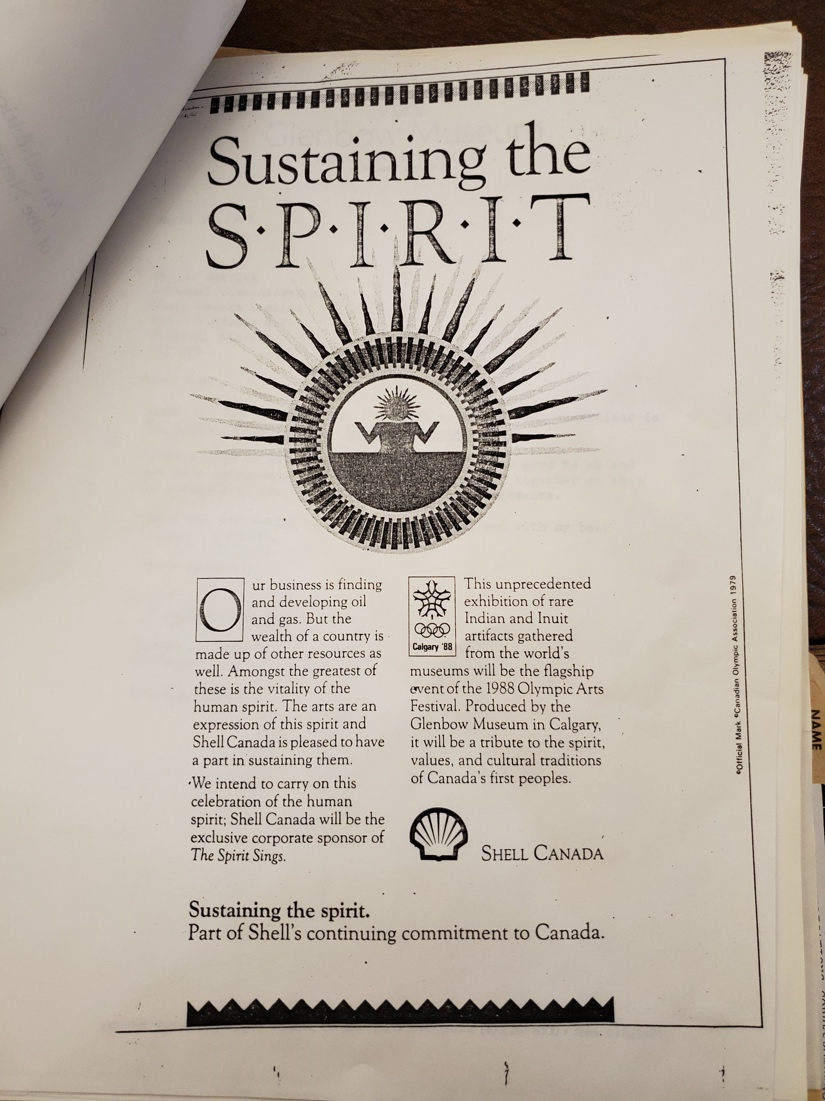 Sustaining the
S·P·I·R·I·T
Our business is finding
and developing oil
and gas. But the
wealth of a country is
made up of other resources as
well. Amongst the greatest of
these is the vitality of the
human spirit. The arts are an
expression of this spirit and
Shell Canada is pleased to have
a part in sustaining them.
We intend to carry on this
celebration of the human
spirit; Shell Canada will be the
exclusive corporate sponsor of
The Spirit Sings.
Calgary '88
This unprecedented
exhibition of rare
Indian and Inuit
artifacts gathered
from the world's
museums will be the flagship
event of the 1988 Olympic Arts
Festival. Produced by the
Glenbow Museum in Calgary,
it will be a tribute to the spirit,
values, and cultural traditions
of Canada's first peoples.
SHELL CANADA
Sustaining the spirit.
Part of Shell's continuing commitment to Canada.
©Official Mark ©Canadian Olympic Association 1979
NAME